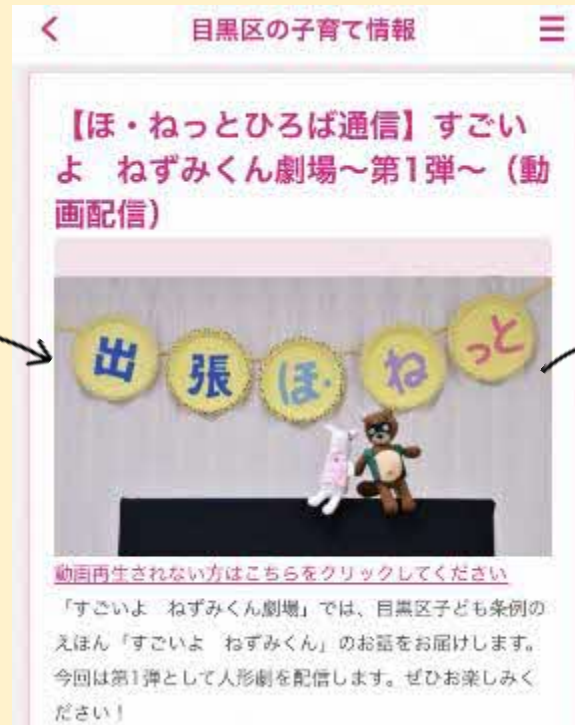 目黒区の子育て情報
【ほ・ねっとひろば通信】すごい
よ　ねずみくん劇場～第1弾～（動
画配信）
出張ほ・ねっと
動画再生されない方はこちらをクリックしてください
「すごいよ　ねずみくん劇場」では、目黒区子ども条例の
えほん「すごいよ　ねずみくん」のお話をお届けします。
今回は第1弾として人形劇を配信します。ぜひお楽しみく
ださい！